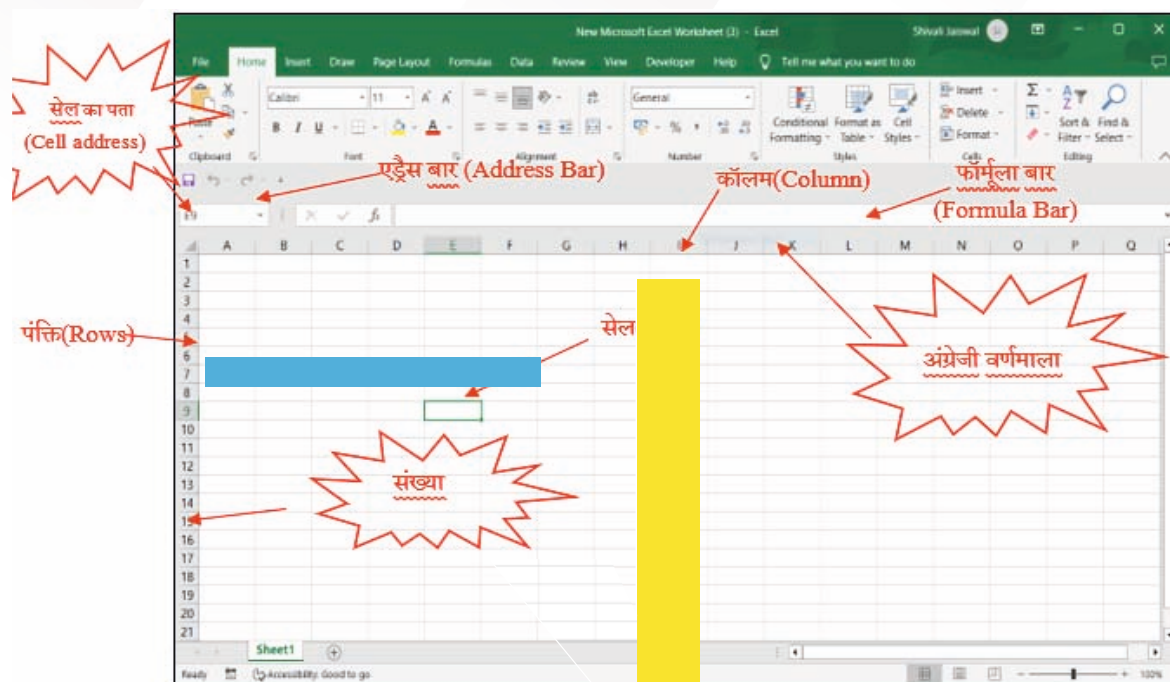 New Microsoft Excel Worksheet (3) - Excel
Shivali Jaswal
File Home Insert Draw Page Layout Formulas Data Review View Developer Help Tell me what you want to do
सेल का पता
(Cell address)
Paste
Calibri 11
General
B I U
Conditional Formatting
Format as Table
Cell Styles
Insert
Delete
Format
Sort & Filter
Find & Select
Clipboard Font Alignment Number Styles Cells Editing
एड्रैस बार (Address Bar)
कॉलम(Column)
फॉर्मूला बार
(Formula Bar)
E9
fx
A B C D E F G H J K L M N O P Q
1
2
3
4
पंक्ति(Rows)
सेल
6
अंग्रेजी वर्णमाला
7
8
9
10
11
12
संख्या
13
14
15
16
17
18
19
20
21
Sheet1
Ready
Accessibility: Good to go
100%